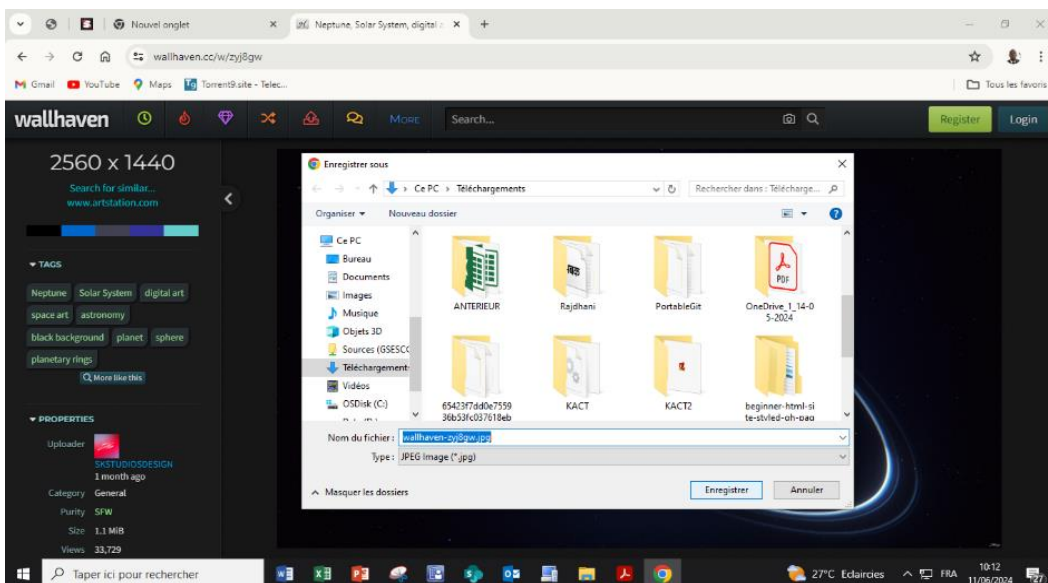 Nouvel onglet
Neptune, Solar System, digital
wallhaven.cc/w/zyj8gw
Gmail YouTube Maps Torrent9.site - Telec... Tous les favoris
wallhaven MORE Search... Register Login
2560 x 1440
Search for similar...
www.artstation.com
TAGS
Neptune Solar System digital art
space art astronomy
black background planet sphere
planetary rings
More like this
PROPERTIES
Uploader
SKSTUDIOSDESIGN
1 month ago
Category General
Purity SFW
Size 1.1 MiB
Views 33,729
Enregistrer sous
Ce PC › Téléchargements
Rechercher dans : Télécharge...
Organiser Nouveau dossier
Ce PC
Bureau
Documents
Images
Musique
Objets 3D
Sources (GSESCC
Téléchargement
Vidéos
OSDisk (C:)
ANTERIEUR
Rajdhani
PortableGit
PDF
OneDrive_1_14-0
5-2024
65423f7dd0e7559
36b53fc037618eb
KACT
KACT2
beginner-html-si
te-styled-gh-pag
Nom du fichier : wallhaven-zyj8gw.jpg
Type : JPEG Image (*.jpg)
Masquer les dossiers
Enregistrer Annuler
Taper ici pour rechercher
27°C Eclaircies FRA 10:12
11/06/2024